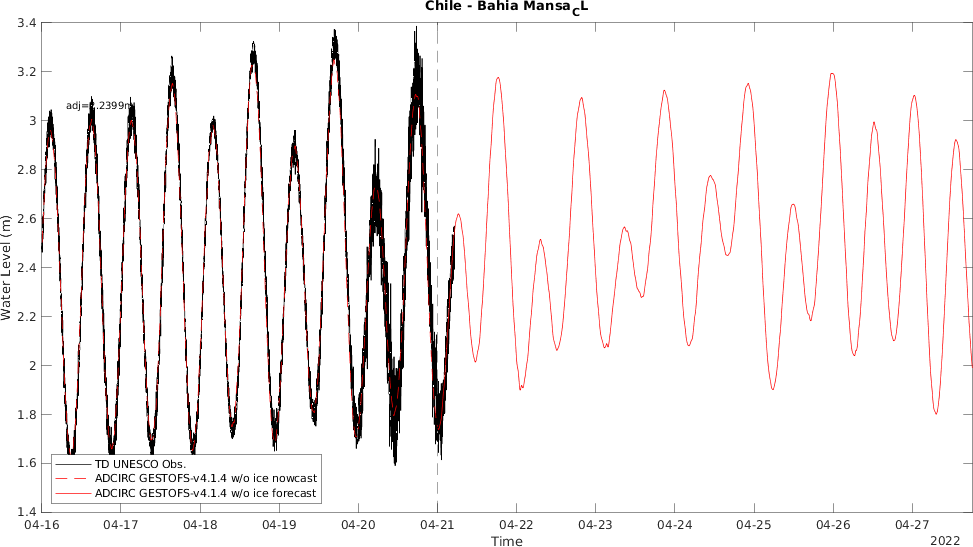 Chile - Bahia Mansa_CL
3.4
3.2
3
2.8
2.6
2.4
2.2
2
1.8
1.6
1.4
Water Level (m)
adj=2.2399m
TD UNESCO Obs.
ADCIRC GESTOFS-v4.1.4 w/o ice nowcast
ADCIRC GESTOFS-v4.1.4 w/o ice forecast
04-16 04-17 04-18 04-19 04-20 04-21 04-22 04-23 04-24 04-25 04-26 04-27
Time
2022